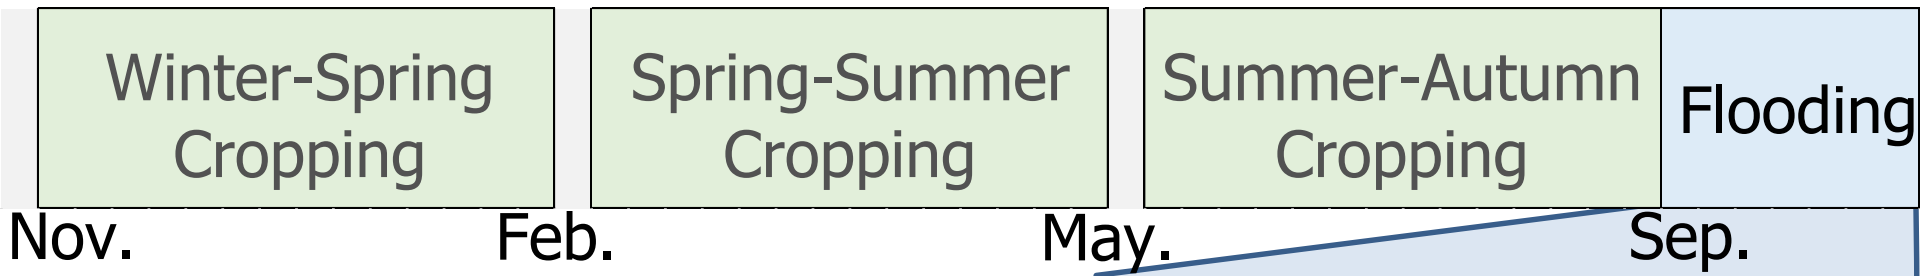 Winter-Spring
Cropping
Spring-Summer
Cropping
Summer-Autumn
Cropping
Flooding
Nov.
Feb.
May.
Sep.